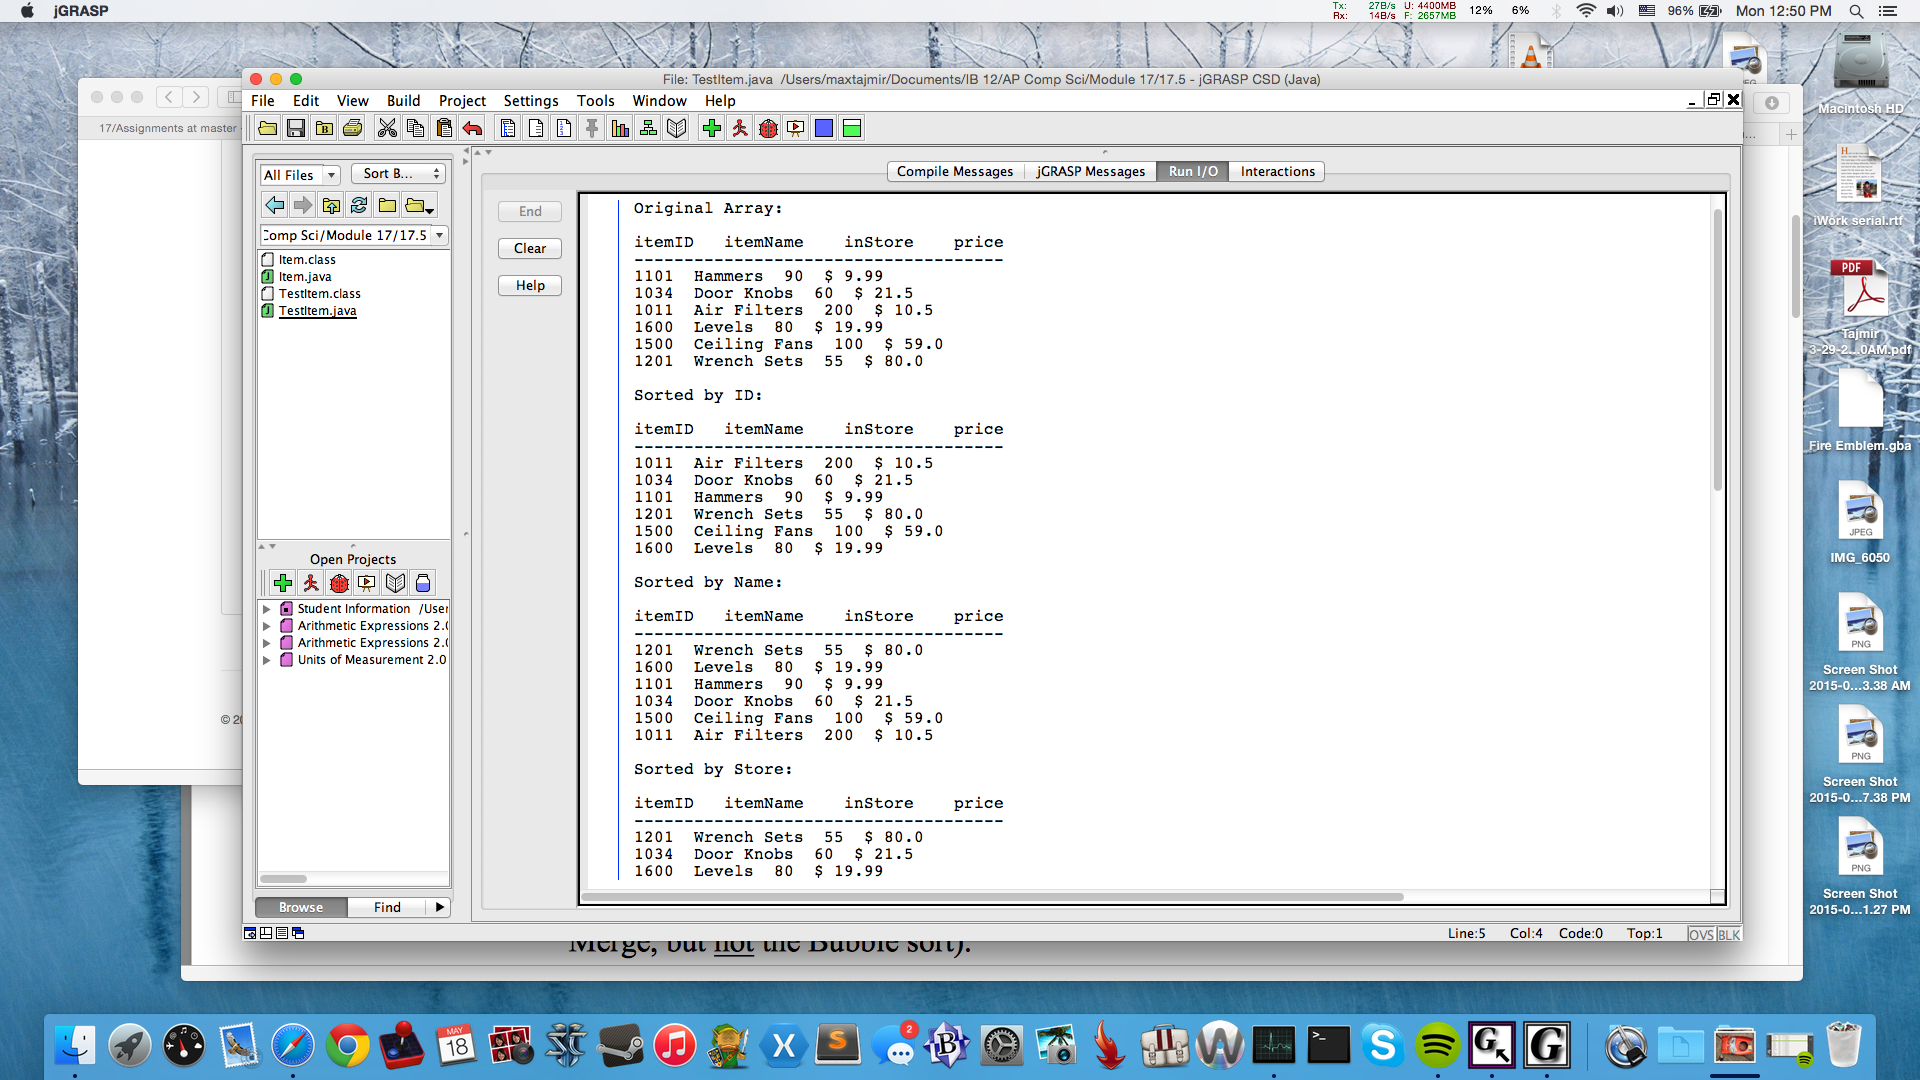 jGRASP
Tx: 27B/s U: 4400MB
Rx: 14B/s F: 2657MB
12% 6% 96% Mon 12:50 PM
File: TestItem.java /Users/maxtajmir/Documents/IB 12/AP Comp Sci/Module 17/17.5 - jGRASP CSD (Java)
File Edit View Build Project Settings Tools Window Help
17/Assignments at master
All Files Sort B...
Comp Sci/Module 17/17.5
Item.class
Item.java
TestItem.class
TestItem.java
Open Projects
Student Information /User
Arithmetic Expressions 2.0
Arithmetic Expressions 2.0
Units of Measurement 2.0
Browse Find
Compile Messages jGRASP Messages Run I/O Interactions
End
Clear
Help
Original Array:
itemID itemName inStore price
-------------------------------------
1101 Hammers 90 $ 9.99
1034 Door Knobs 60 $ 21.5
1011 Air Filters 200 $ 10.5
1600 Levels 80 $ 19.99
1500 Ceiling Fans 100 $ 59.0
1201 Wrench Sets 55 $ 80.0
Sorted by ID:
itemID itemName inStore price
-------------------------------------
1011 Air Filters 200 $ 10.5
1034 Door Knobs 60 $ 21.5
1101 Hammers 90 $ 9.99
1201 Wrench Sets 55 $ 80.0
1500 Ceiling Fans 100 $ 59.0
1600 Levels 80 $ 19.99
Sorted by Name:
itemID itemName inStore price
-------------------------------------
1201 Wrench Sets 55 $ 80.0
1600 Levels 80 $ 19.99
1101 Hammers 90 $ 9.99
1034 Door Knobs 60 $ 21.5
1500 Ceiling Fans 100 $ 59.0
1011 Air Filters 200 $ 10.5
Sorted by Store:
itemID itemName inStore price
-------------------------------------
1201 Wrench Sets 55 $ 80.0
1034 Door Knobs 60 $ 21.5
1600 Levels 80 $ 19.99
Line:5 Col:4 Code:0 Top:1 OVS BLK
© 20
Merge, but not the Bubble sort).
Macintosh HD
iWork serial.rtf
PDF
Tajmir
3-29-2...0AM.pdf
Fire Emblem.gba
JPEG
IMG_6050
PNG
Screen Shot
2015-0...3.38 AM
PNG
Screen Shot
2015-0...7.38 PM
PNG
Screen Shot
2015-0...1.27 PM
MAY
18
2